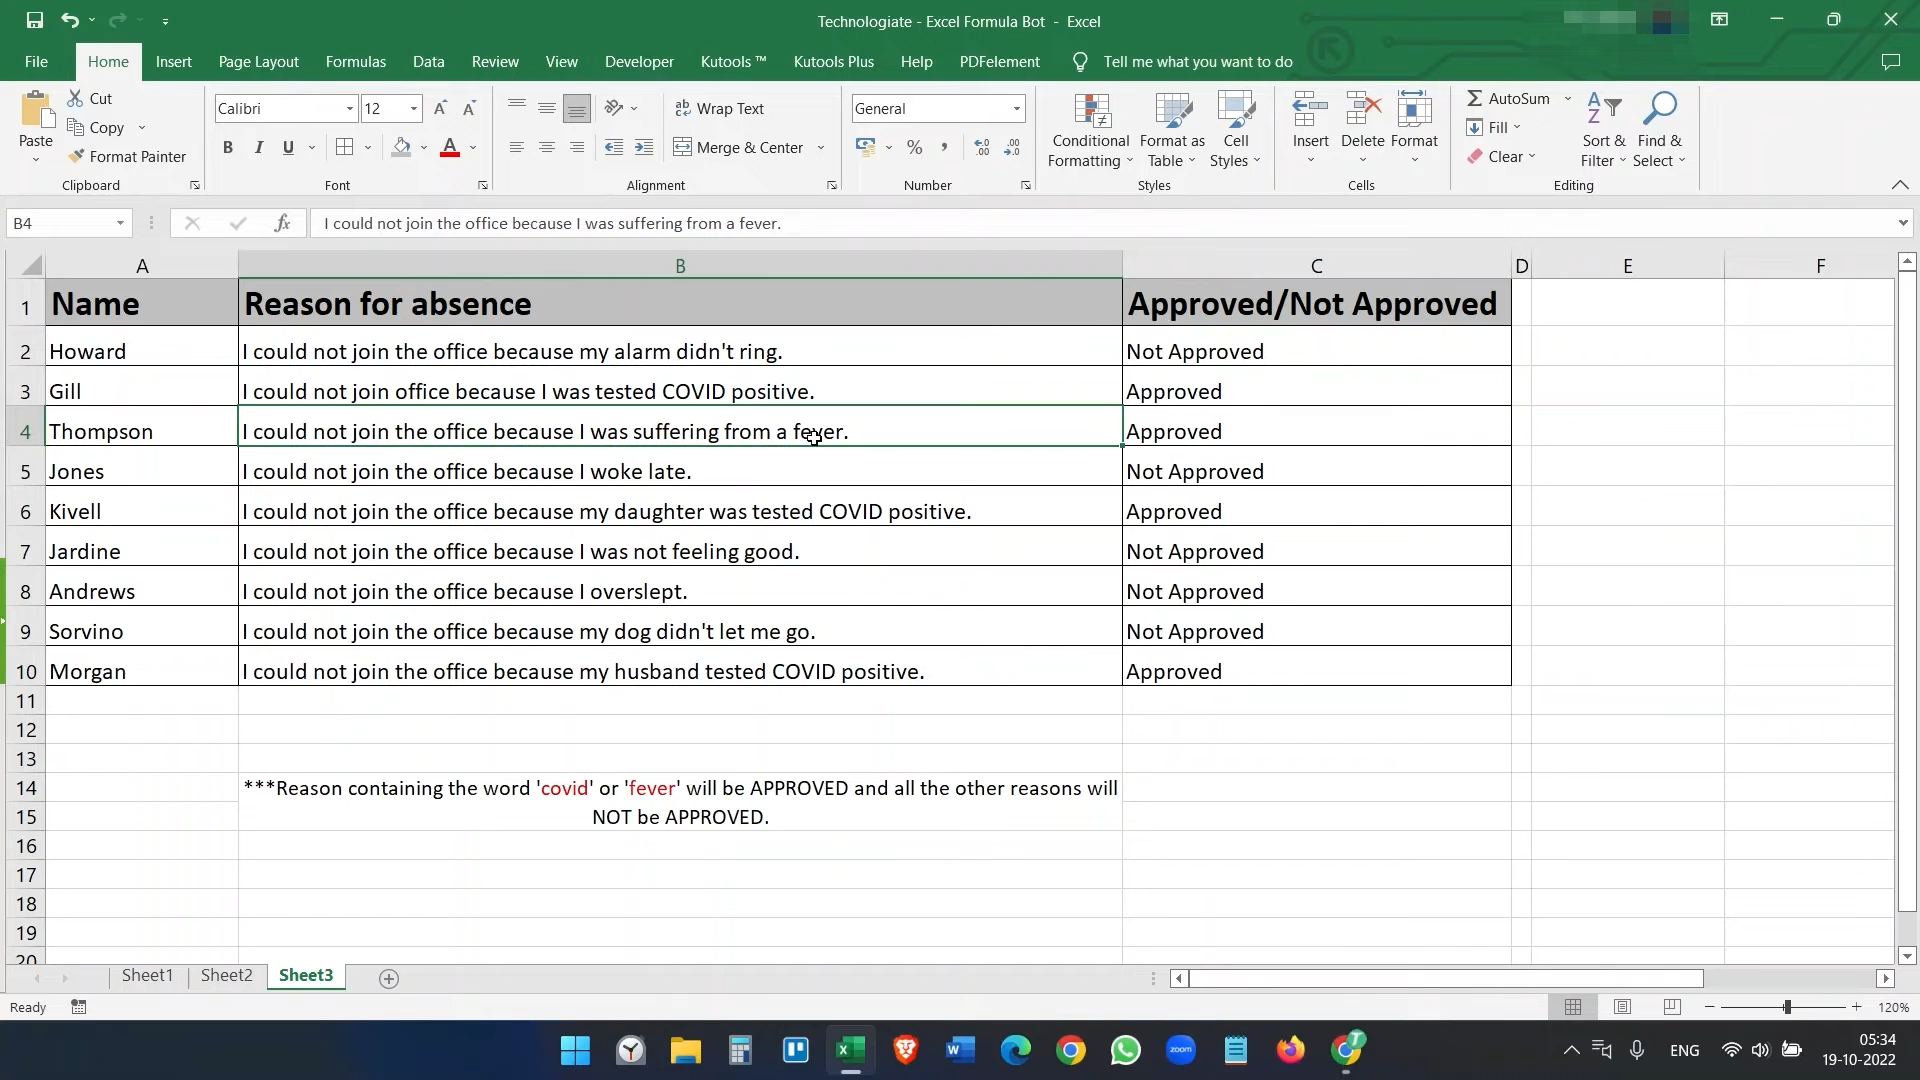 Technologiate - Excel Formula Bot - Excel
File Home Insert Page Layout Formulas Data Review View Developer Kutools ™ Kutools Plus Help PDFelement Tell me what you want to do
Paste
Cut
Copy
Format Painter
Clipboard
Calibri 12
B I U
Font
Wrap Text
Merge & Center
Alignment
General
Number
Conditional Formatting
Format as Table
Cell Styles
Styles
Insert Delete Format
Cells
AutoSum
Fill
Clear
Sort & Filter
Find & Select
Editing
B4 fx I could not join the office because I was suffering from a fever.
A B C D E F
1 Name Reason for absence Approved/Not Approved
2 Howard I could not join the office because my alarm didn't ring. Not Approved
3 Gill I could not join office because I was tested COVID positive. Approved
4 Thompson I could not join the office because I was suffering from a fever. Approved
5 Jones I could not join the office because I woke late. Not Approved
6 Kivell I could not join the office because my daughter was tested COVID positive. Approved
7 Jardine I could not join the office because I was not feeling good. Not Approved
8 Andrews I could not join the office because I overslept. Not Approved
9 Sorvino I could not join the office because my dog didn't let me go. Not Approved
10 Morgan I could not join the office because my husband tested COVID positive. Approved
11
12
13
14 ***Reason containing the word 'covid' or 'fever' will be APPROVED and all the other reasons will
15 NOT be APPROVED.
16
17
18
19
20
Sheet1 Sheet2 Sheet3
Ready 120%
zoom
ENG
05:34
19-10-2022